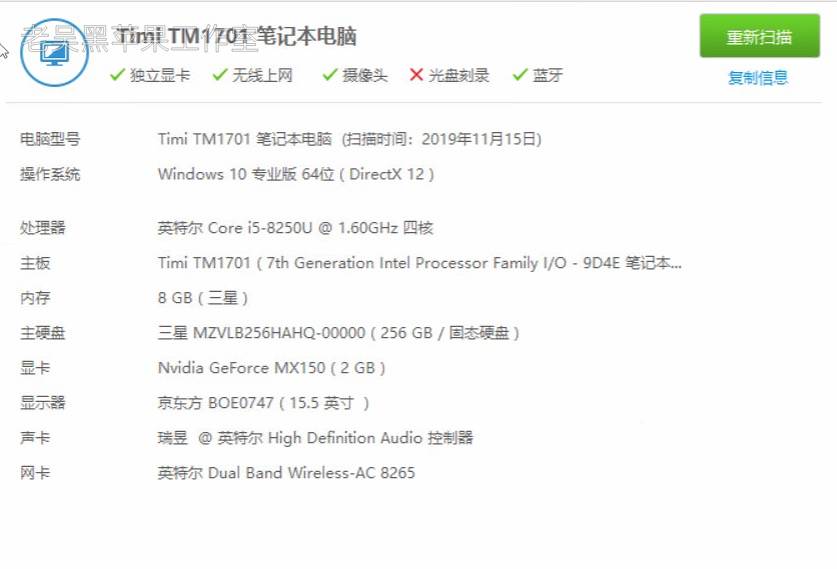 老吴黑苹果工作室
Timi TM1701 笔记本电脑
重新扫描
独立显卡 无线上网 摄像头 光盘刻录 蓝牙
复制信息
电脑型号 Timi TM1701 笔记本电脑 (扫描时间：2019年11月15日)
操作系统 Windows 10 专业版 64位 ( DirectX 12 )
处理器 英特尔 Core i5-8250U @ 1.60GHz 四核
主板 Timi TM1701 ( 7th Generation Intel Processor Family I/O - 9D4E 笔记本...
内存 8 GB ( 三星 )
主硬盘 三星 MZVLB256HAHQ-00000 ( 256 GB / 固态硬盘 )
显卡 Nvidia GeForce MX150 ( 2 GB )
显示器 京东方 BOE0747 ( 15.5 英寸 )
声卡 瑞昱 @ 英特尔 High Definition Audio 控制器
网卡 英特尔 Dual Band Wireless-AC 8265